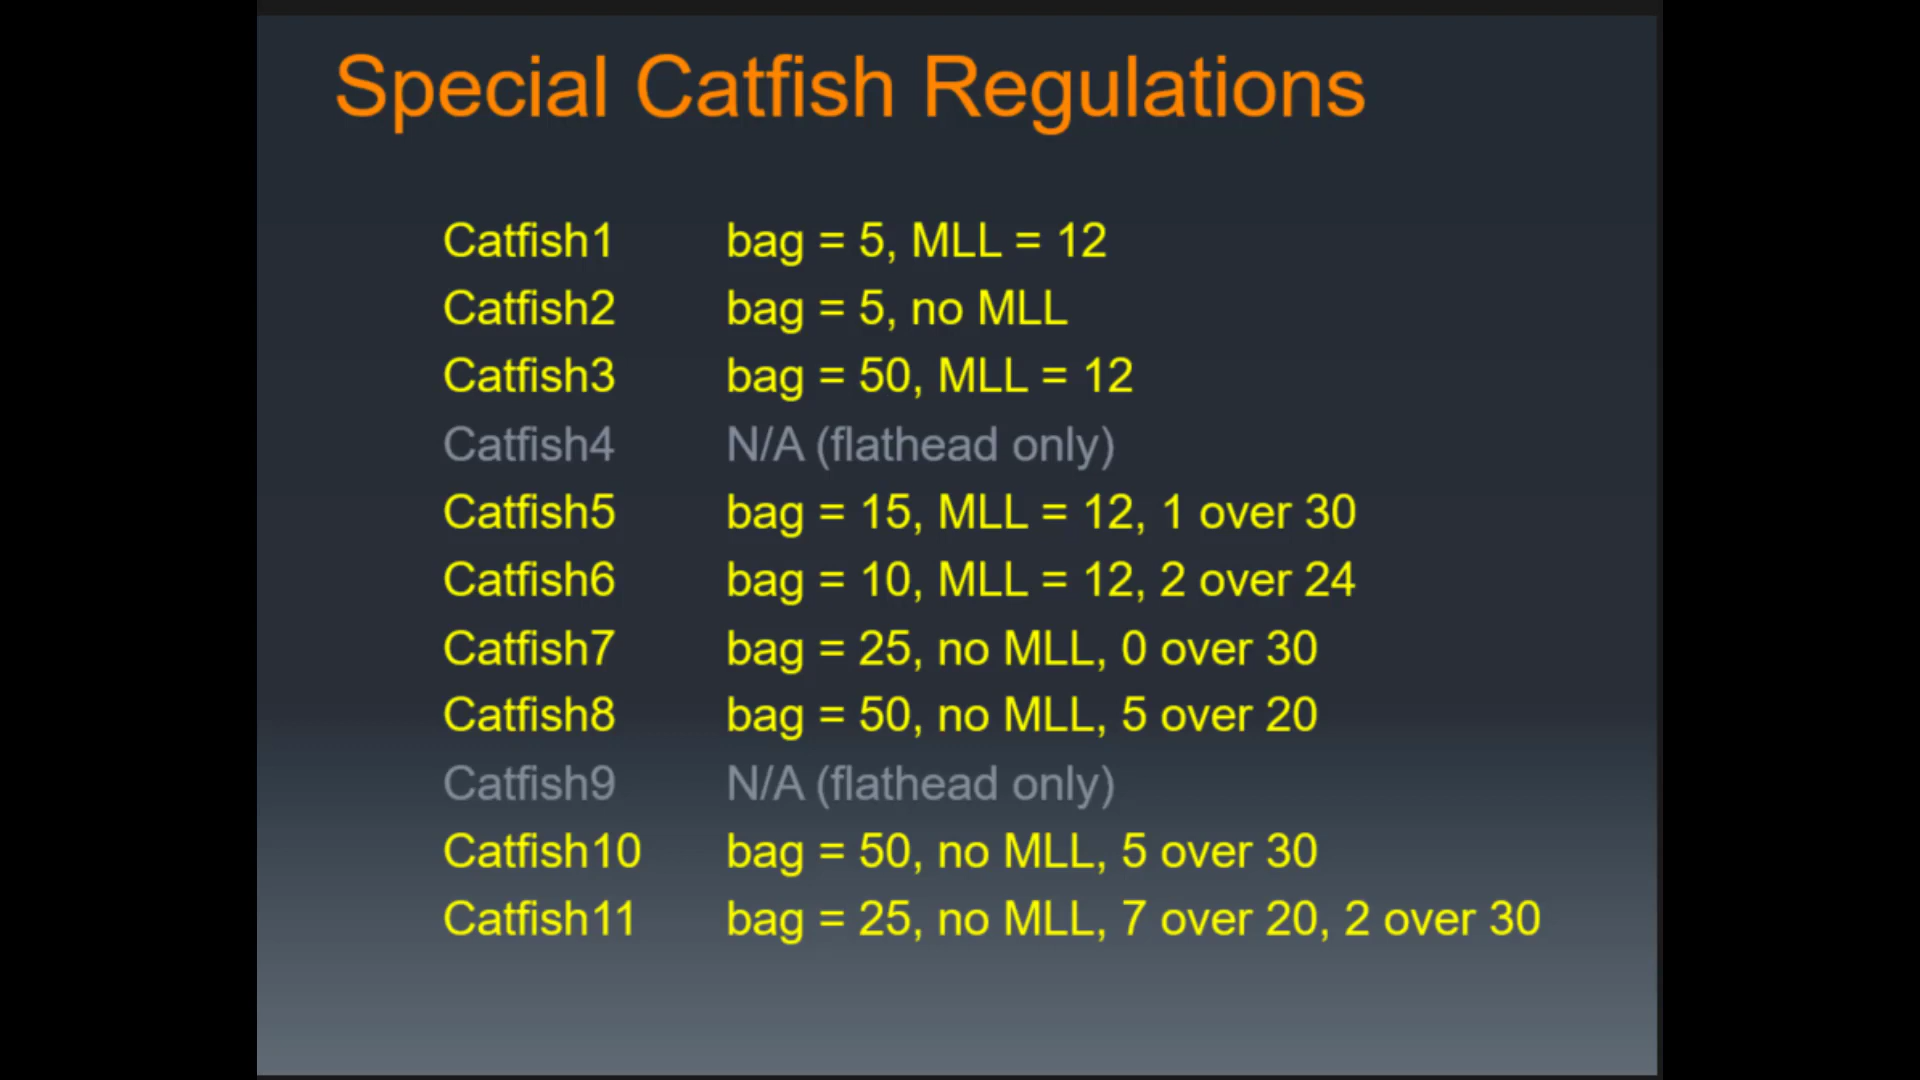 Special Catfish Regulations
Catfish1 bag = 5, MLL = 12
Catfish2 bag = 5, no MLL
Catfish3 bag = 50, MLL = 12
Catfish4 N/A (flathead only)
Catfish5 bag = 15, MLL = 12, 1 over 30
Catfish6 bag = 10, MLL = 12, 2 over 24
Catfish7 bag = 25, no MLL, 0 over 30
Catfish8 bag = 50, no MLL, 5 over 20
Catfish9 N/A (flathead only)
Catfish10 bag = 50, no MLL, 5 over 30
Catfish11 bag = 25, no MLL, 7 over 20, 2 over 30